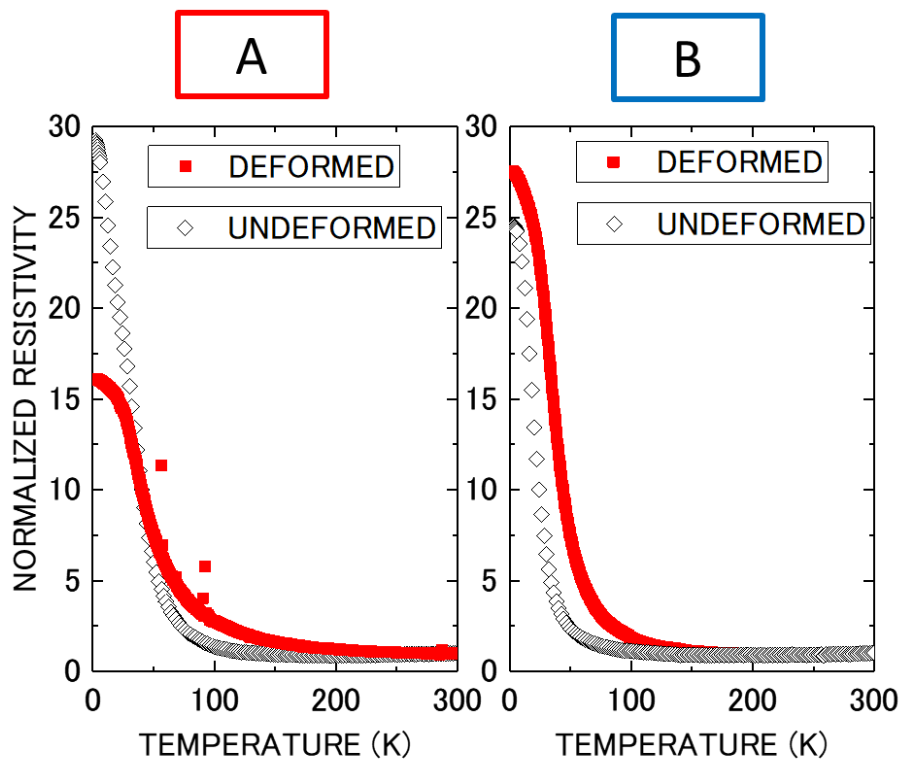 A
B
NORMALIZED RESISTIVITY
30
25
20
15
10
5
0
DEFORMED
UNDEFORMED
0
100
200
300
TEMPERATURE (K)
30
25
20
15
10
5
0
DEFORMED
UNDEFORMED
0
100
200
300
TEMPERATURE (K)